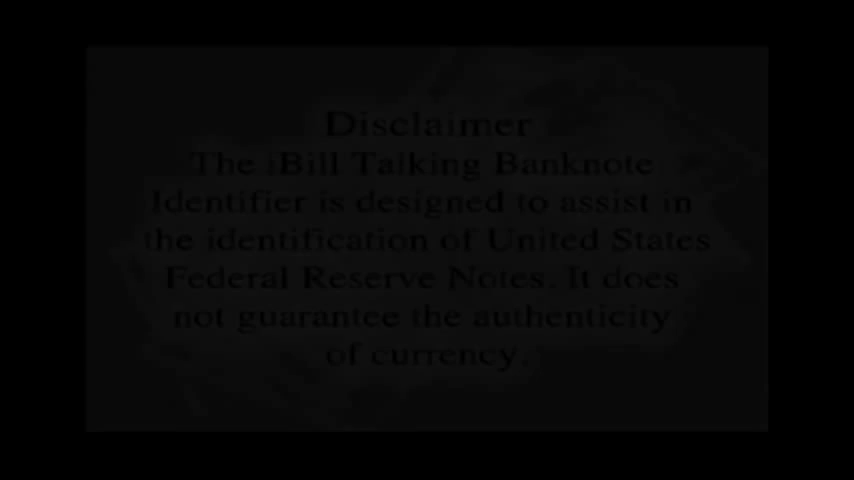 Disclaimer
The iBill Talking Banknote
Identifier is designed to assist in
the identification of United States
Federal Reserve Notes. It does
not guarantee the authenticity
of currency.